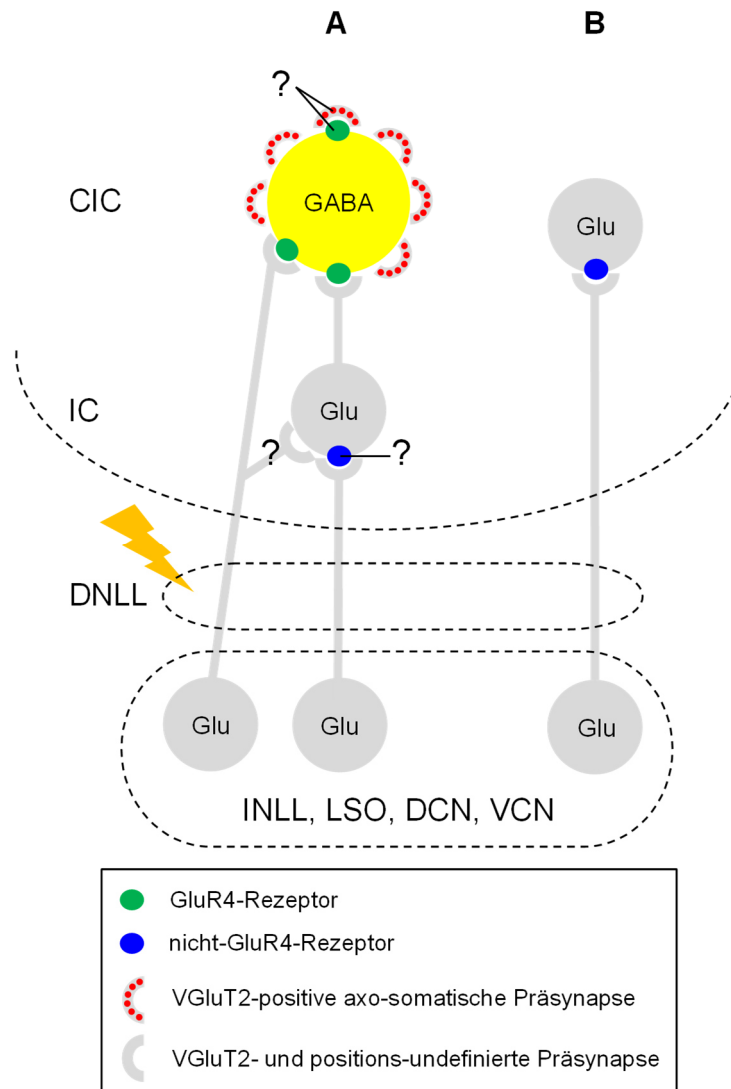 A B
?
CIC GABA Glu
IC Glu
? ?
DNLL
Glu Glu Glu
INLL, LSO, DCN, VCN
GluR4-Rezeptor
nicht-GluR4-Rezeptor
VGluT2-positive axo-somatische Präsynapse
VGluT2- und positions-undefinierte Präsynapse